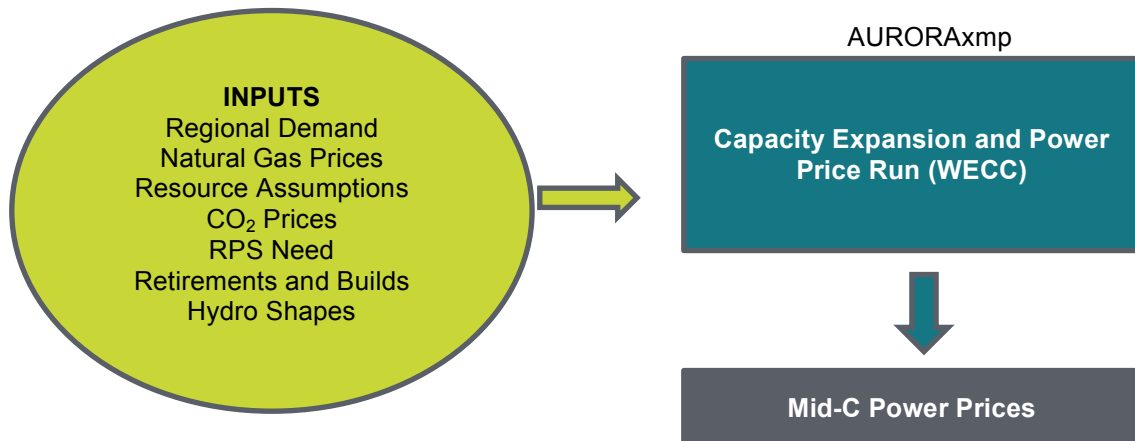 INPUTS
Regional Demand
Natural Gas Prices
Resource Assumptions
CO₂ Prices
RPS Need
Retirements and Builds
Hydro Shapes
AURORAxmp
Capacity Expansion and Power
Price Run (WECC)
Mid-C Power Prices